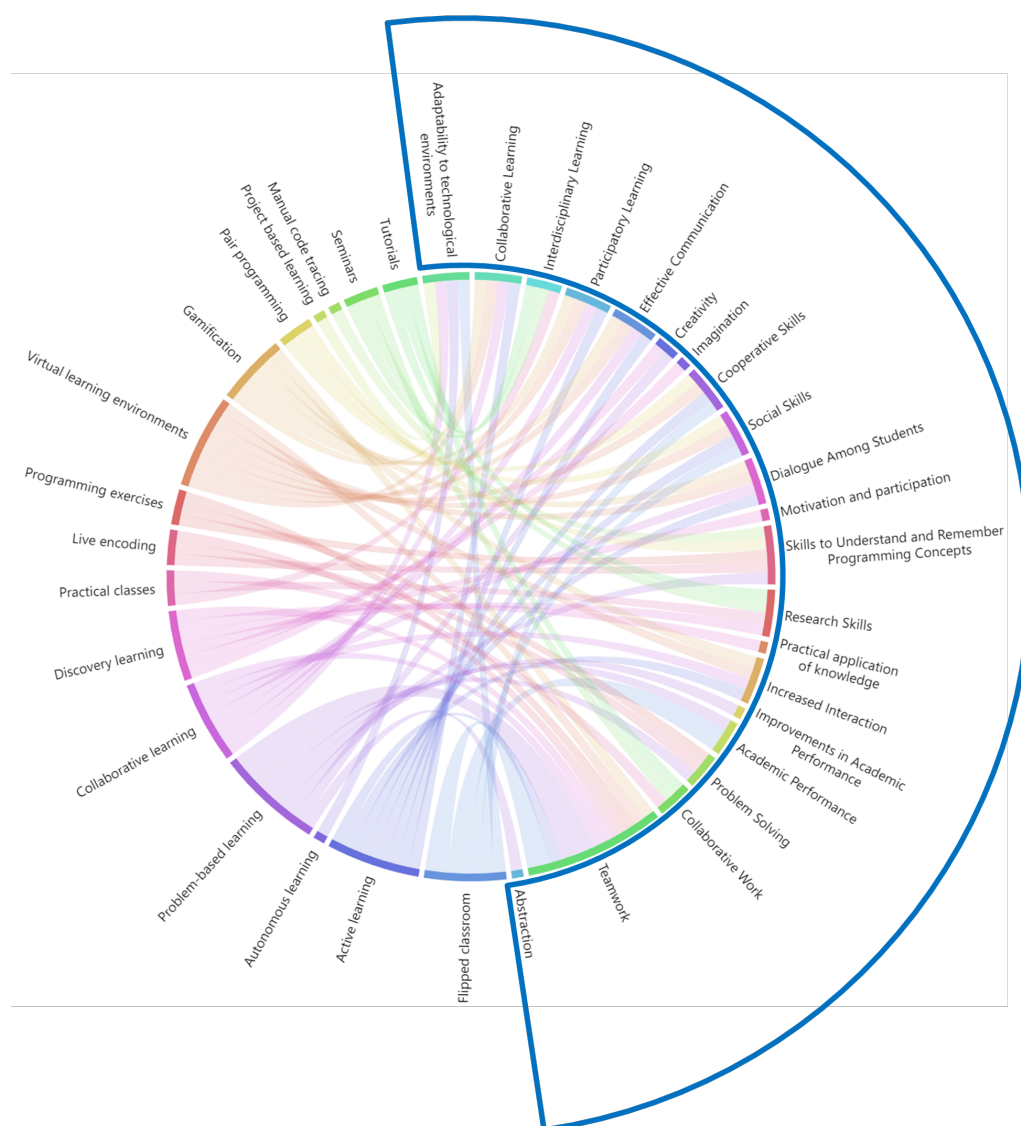 Adaptability to technological
environments
Collaborative Learning
Interdisciplinary Learning
Participatory Learning
Effective Communication
Creativity
Imagination
Cooperative Skills
Social Skills
Dialogue Among Students
Motivation and participation
Skills to Understand and Remember
Programming Concepts
Research Skills
Practical application
of knowledge
Increased Interaction
Improvements in Academic
Performance
Academic Performance
Problem Solving
Collaborative Work
Teamwork
Abstraction
Flipped classroom
Active learning
Autonomous learning
Problem-based learning
Collaborative learning
Discovery learning
Practical classes
Live encoding
Programming exercises
Virtual learning environments
Gamification
Pair programming
Project based learning
Manual code tracing
Seminars
Tutorials